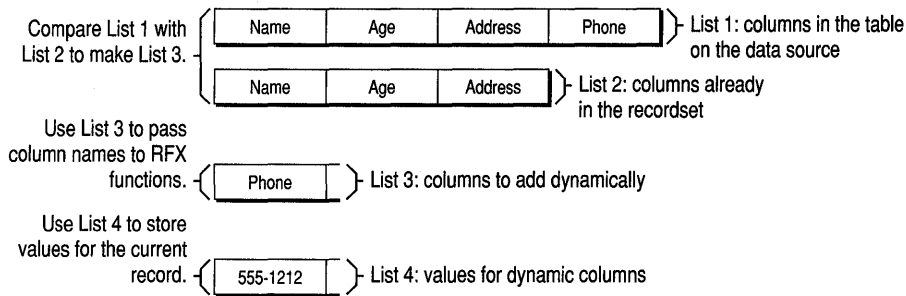 Compare List 1 with
List 2 to make List 3.
Name Age Address Phone
List 1: columns in the table
on the data source
Name Age Address
List 2: columns already
in the recordset
Use List 3 to pass
column names to RFX
functions.
Phone
List 3: columns to add dynamically
Use List 4 to store
values for the current
record.
555-1212
List 4: values for dynamic columns